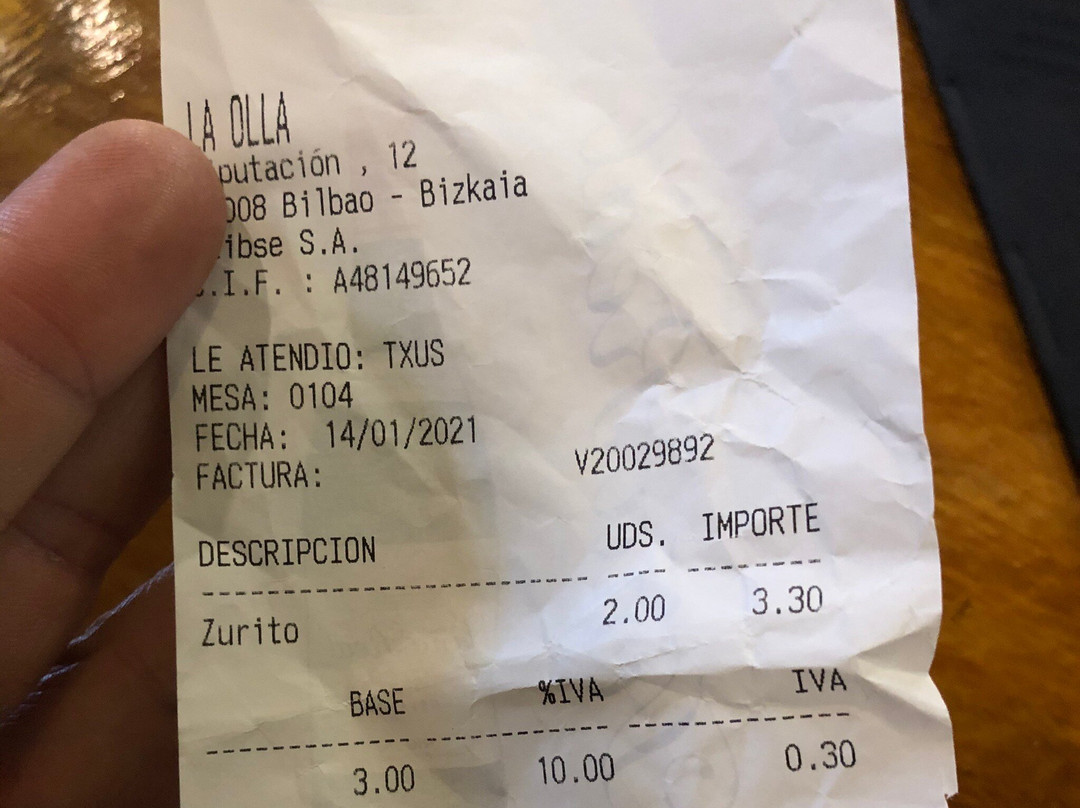 LA OLLA
putación , 12
008 Bilbao - Bizkaia
ibse S.A.
.I.F. : A48149652
LE ATENDIO: TXUS
MESA: 0104
FECHA: 14/01/2021
FACTURA: V20029892
DESCRIPCION UDS. IMPORTE
Zurito 2.00 3.30
BASE %IVA IVA
3.00 10.00 0.30